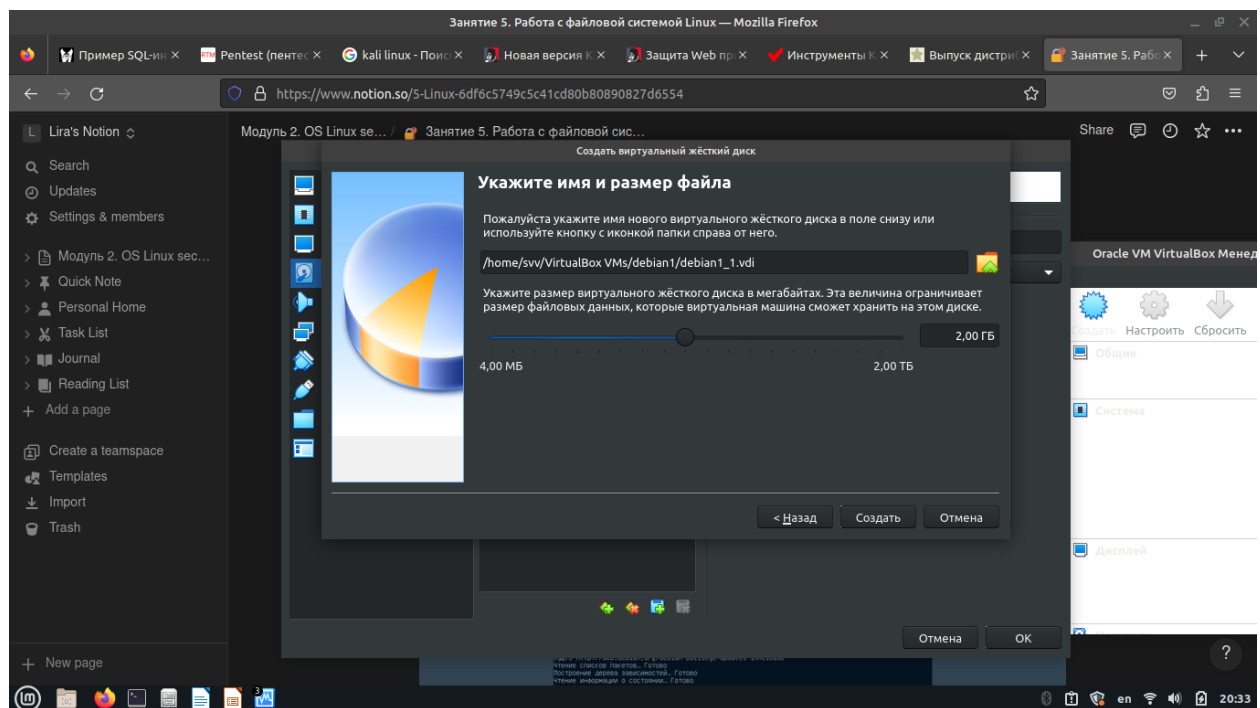 Занятие 5. Работа с файловой системой Linux — Mozilla Firefox
Пример SQL-ин
Pentest (пентес
kali linux - Поис
Новая версия К
Защита Web пр
Инструменты К
Выпуск дистри
Занятие 5. Рабо
https://www.notion.so/5-Linux-6df6c5749c5c41cd80b80890827d6554
L Lira's Notion
Модуль 2. OS Linux se… / Занятие 5. Работа с файловой сис…
Share
Search
Updates
Settings & members
Модуль 2. OS Linux sec…
Quick Note
Personal Home
Task List
Journal
Reading List
Add a page
Create a teamspace
Templates
Import
Trash
New page
Создать виртуальный жёсткий диск
Укажите имя и размер файла
Пожалуйста укажите имя нового виртуального жёсткого диска в поле снизу или
используйте кнопку с иконкой папки справа от него.
/home/svv/VirtualBox VMs/debian1/debian1_1.vdi
Укажите размер виртуального жёсткого диска в мегабайтах. Эта величина ограничивает
размер файловых данных, которые виртуальная машина сможет хранить на этом диске.
2,00 ГБ
4,00 МБ
2,00 ТБ
< Назад
Создать
Отмена
Отмена
OK
Oracle VM VirtualBox Менед
Создать
Настроить
Сбросить
Общие
Система
Дисплей
?
Чтение списков пакетов… Готово
Построение дерева зависимостей… Готово
Чтение информации о состоянии… Готово
3
en
20:33